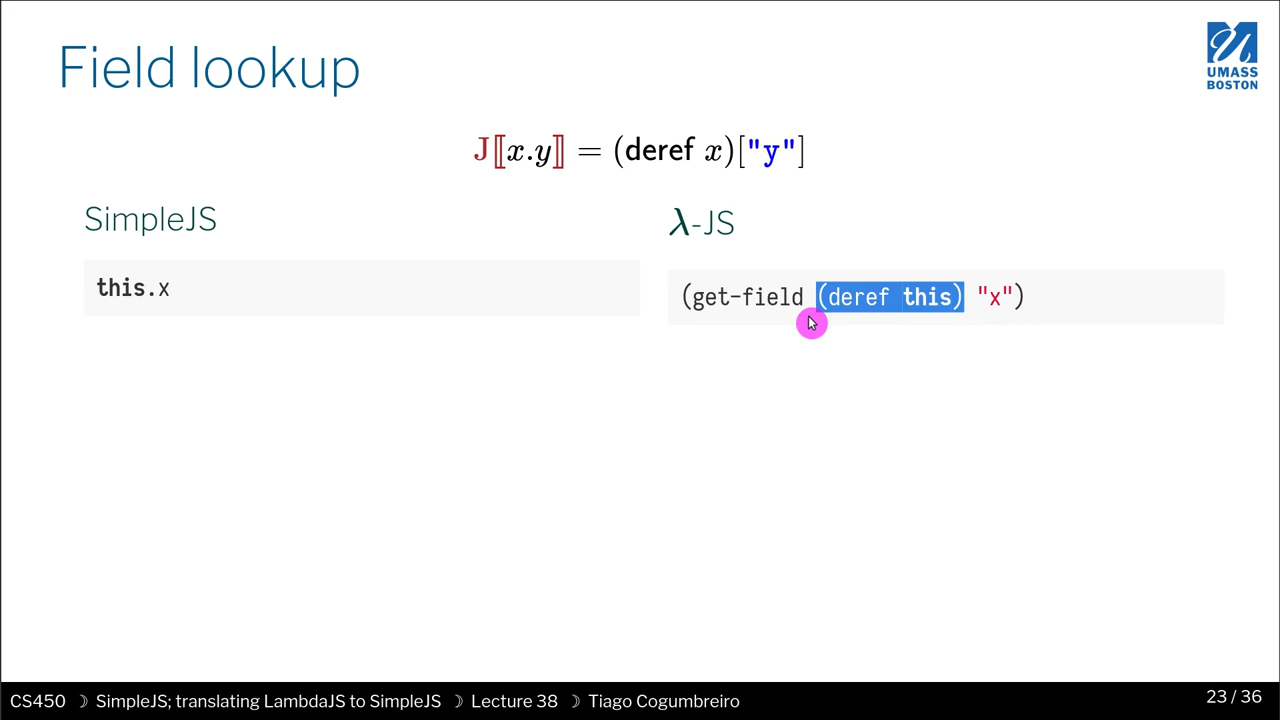 Field lookup
UMASS
BOSTON
J⟦x.y⟧ = (deref x)["y"]
SimpleJS
λ-JS
this.x
(get-field (deref this) "x")
CS450 ☽ SimpleJS; translating LambdaJS to SimpleJS ☽ Lecture 38 ☽ Tiago Cogumbreiro
23 / 36